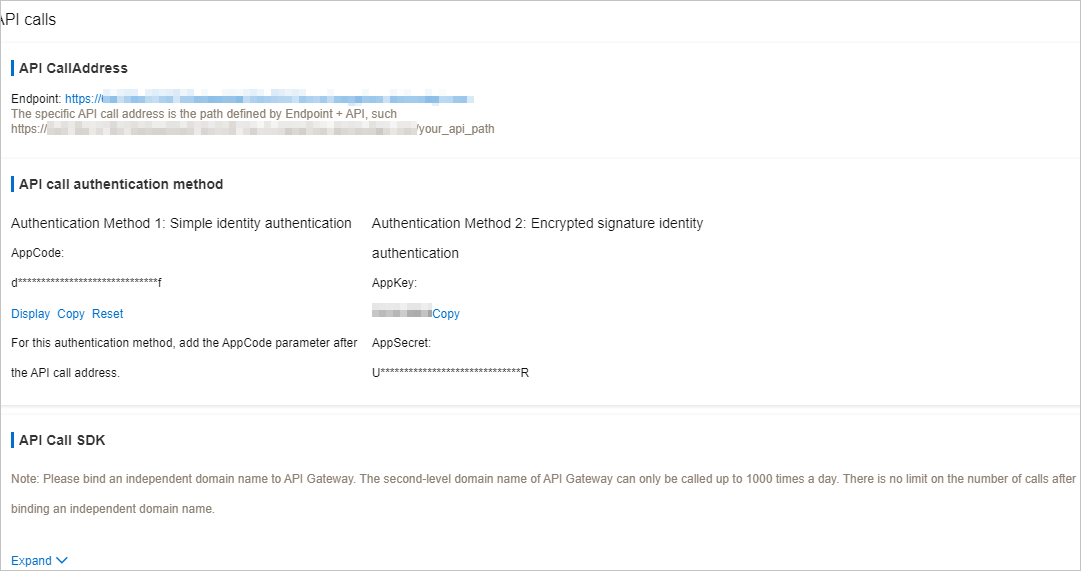 API calls
API CallAddress
Endpoint: https://
The specific API call address is the path defined by Endpoint + API, such
https:// /your_api_path
API call authentication method
Authentication Method 1: Simple identity authentication
AppCode:
d******************************f
Display Copy Reset
For this authentication method, add the AppCode parameter after
the API call address.
Authentication Method 2: Encrypted signature identity
authentication
AppKey:
Copy
AppSecret:
U******************************R
API Call SDK
Note: Please bind an independent domain name to API Gateway. The second-level domain name of API Gateway can only be called up to 1000 times a day. There is no limit on the number of calls after
binding an independent domain name.
Expand